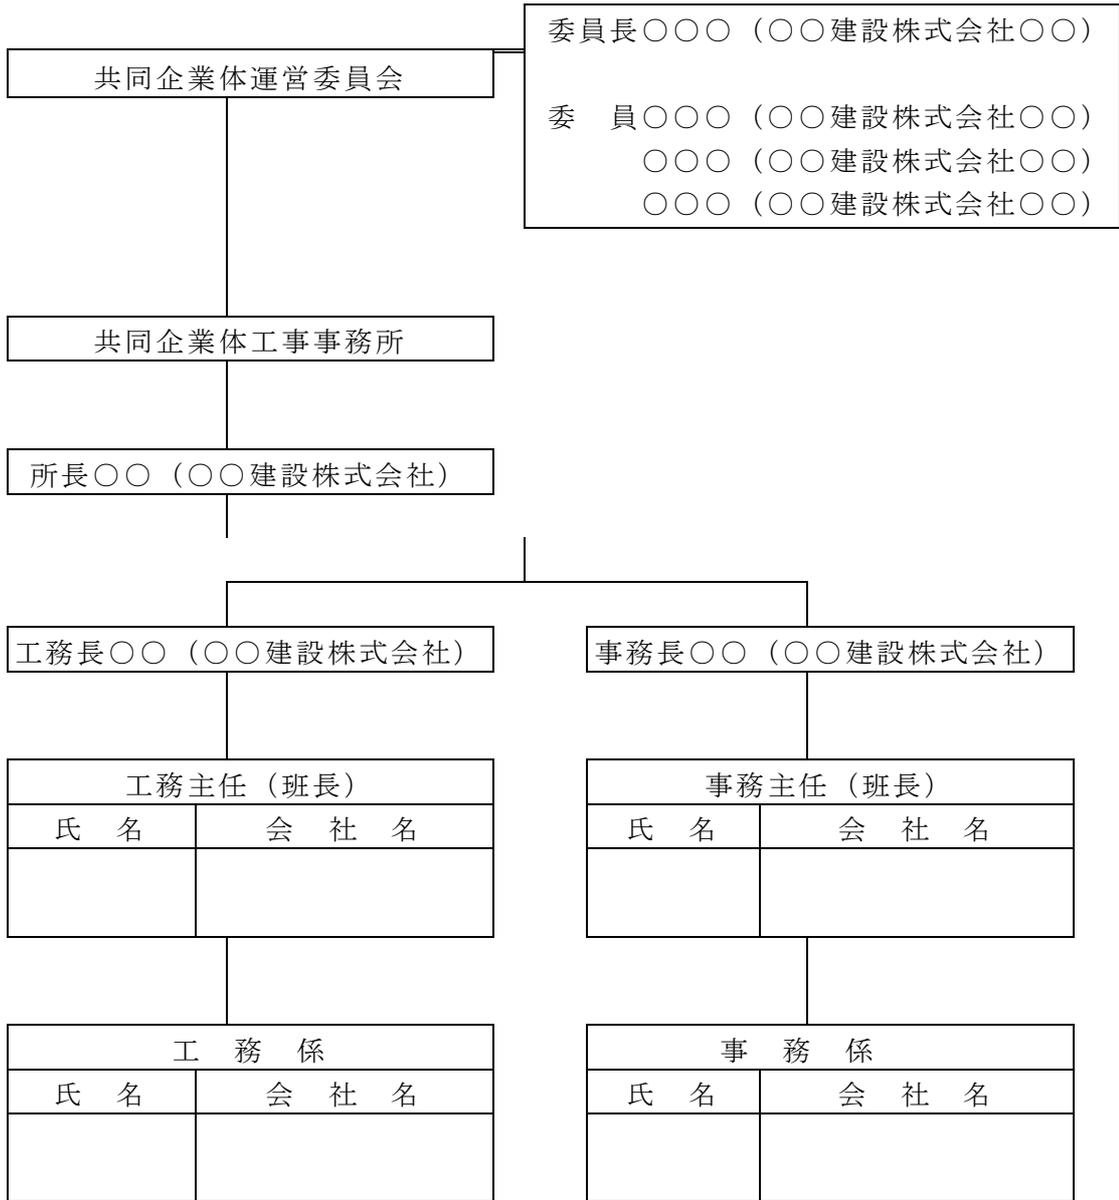 共同企業体運営委員会
委員長○○○（○○建設株式会社○○）
委　員○○○（○○建設株式会社○○）
○○○（○○建設株式会社○○）
○○○（○○建設株式会社○○）
共同企業体工事事務所
所長○○（○○建設株式会社）
工務長○○（○○建設株式会社）
事務長○○（○○建設株式会社）
工務主任（班長）
氏　名　会　社　名
事務主任（班長）
氏　名　会　社　名
工　務　係
氏　名　会　社　名
事　務　係
氏　名　会　社　名